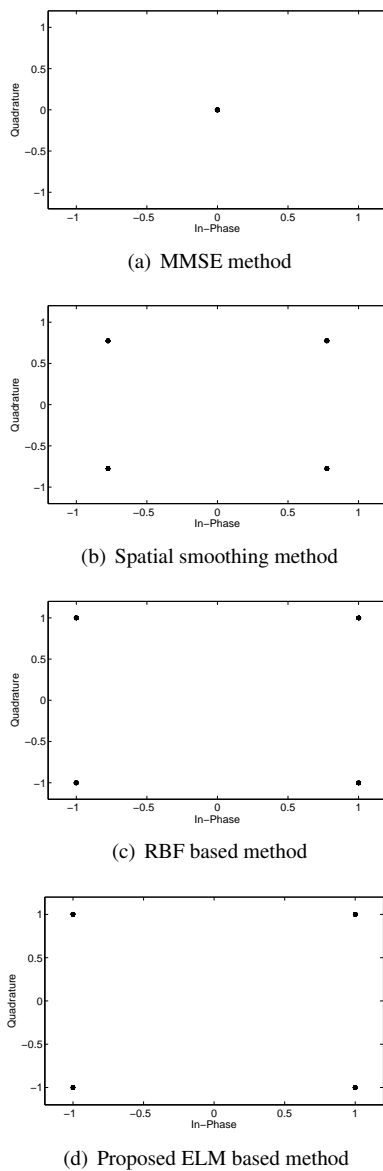 1
0.5
0
−0.5
−1
Quadrature
−1 −0.5 0 0.5 1
In−Phase
(a) MMSE method
1
0.5
0
−0.5
−1
Quadrature
−1 −0.5 0 0.5 1
In−Phase
(b) Spatial smoothing method
1
0.5
0
−0.5
−1
Quadrature
−1 −0.5 0 0.5 1
In−Phase
(c) RBF based method
1
0.5
0
−0.5
−1
Quadrature
−1 −0.5 0 0.5 1
In−Phase
(d) Proposed ELM based method